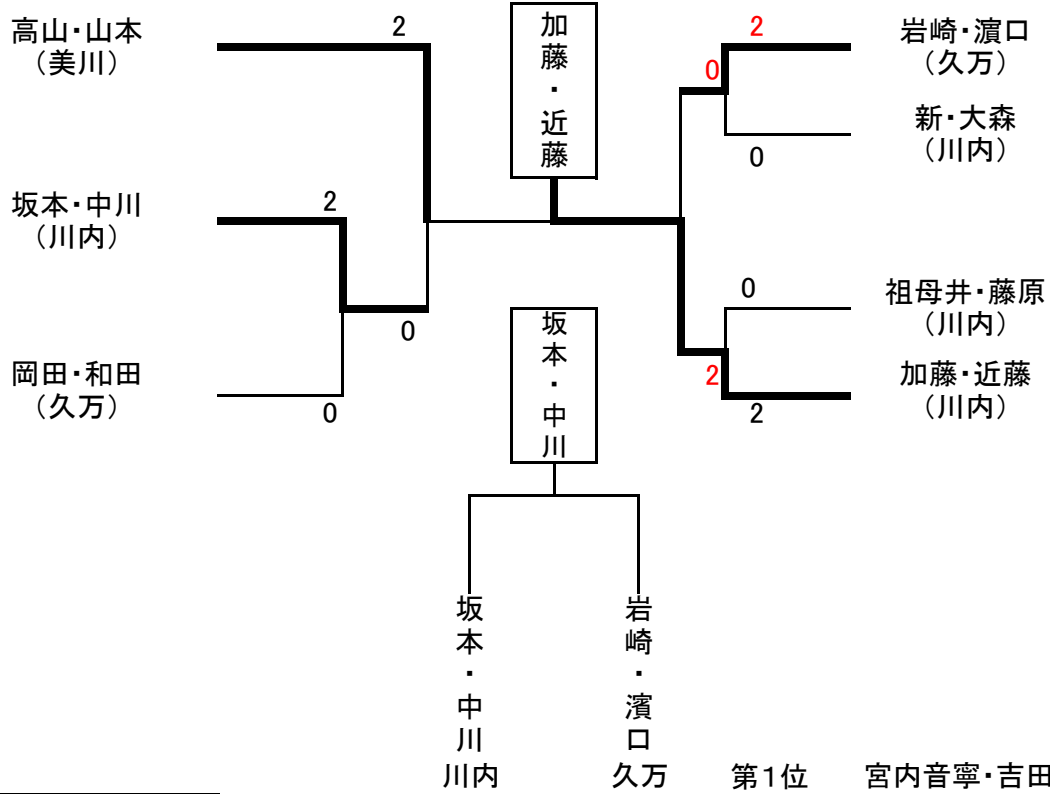 高山・山本
（美川）
2
坂本・中川
（川内）
2
0
岡田・和田
（久万）
0
加藤・近藤
2
岩崎・濵口
（久万）
0
新・大森
（川内）
0
0
祖母井・藤原
（川内）
2
加藤・近藤
（川内）
2
坂本・中川
坂本・中川
川内
岩崎・濵口
久万
第1位
宮内音寧・吉田